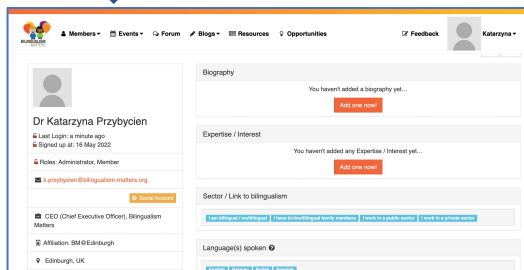 BILINGUALISM
MATTERS
Members
Events
Forum
Blogs
Resources
Opportunities
Feedback
Katarzyna
Dr Katarzyna Przybycien
Last Login: a minute ago
Signed up at: 16 May 2022
Roles: Administrator, Member
k.przybycien@bilingualism-matters.org
Social Account
CEO (Chief Executive Officer), Bilingualism
Matters
Affiliation: BM@Edinburgh
Edinburgh, UK
Biography
You haven't added a biography yet…
Add one now!
Expertise / Interest
You haven't added any Expertise / Interest yet…
Add one now!
Sector / Link to bilingualism
I am bilingual / multilingual I have bi-/multilingual family members I work in a public sector I work in a private sector
Language(s) spoken